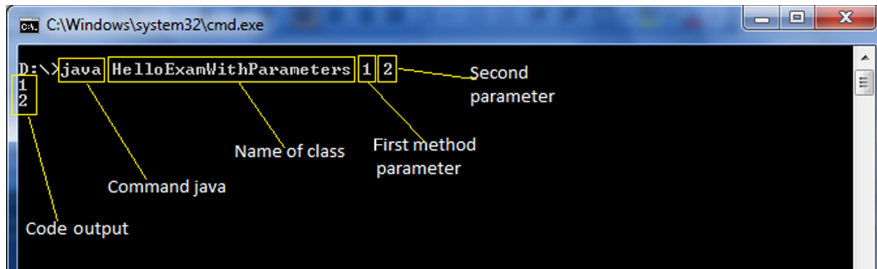 C:\Windows\system32\cmd.exe
D:\>java HelloExamWithParameters 1 2
1
2
Second
parameter
Name of class
First method
parameter
Command java
Code output